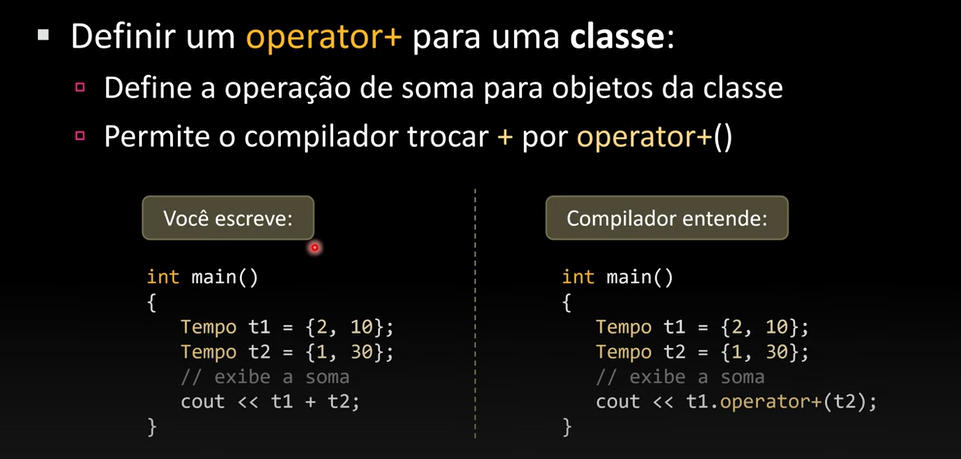 Definir um operator+ para uma classe:
Define a operação de soma para objetos da classe
Permite o compilador trocar + por operator+()
Você escreve:
int main()
{
Tempo t1 = {2, 10};
Tempo t2 = {1, 30};
// exibe a soma
cout << t1 + t2;
}
Compilador entende:
int main()
{
Tempo t1 = {2, 10};
Tempo t2 = {1, 30};
// exibe a soma
cout << t1.operator+(t2);
}